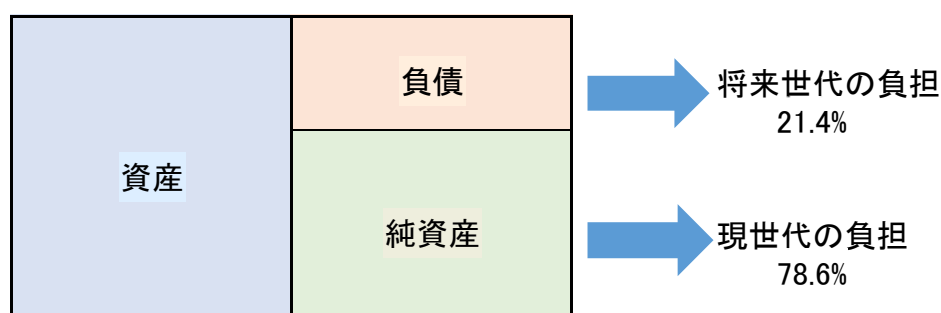 資産
負債
将来世代の負担
21.4%
純資産
現世代の負担
78.6%